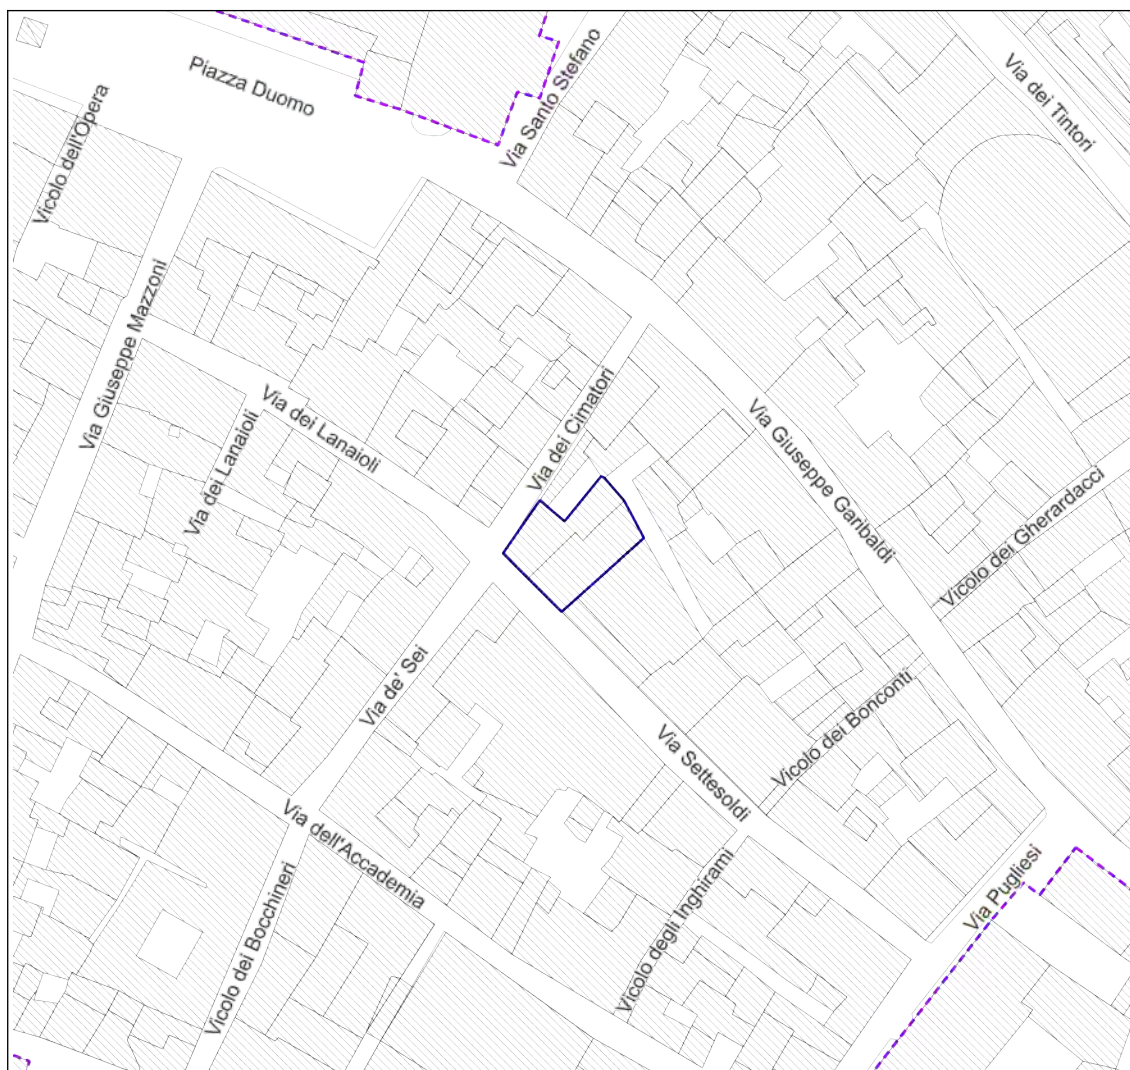 Piazza Duomo
Via Santo Stefano
Via dei Tintori
Vicolo dell'Opera
Via Giuseppe Mazzoni
Via dei Lanaioli
Via dei Lanaioli
Via dei Cimatori
Via Giuseppe Garibaldi
Vicolo dei Gherardacci
Via de' Sei
Via Settesoldi
Vicolo dei Bonconti
Via dell'Accademia
Vicolo dei Bocchineri
Vicolo degli Inghirami
Via Pugliesi